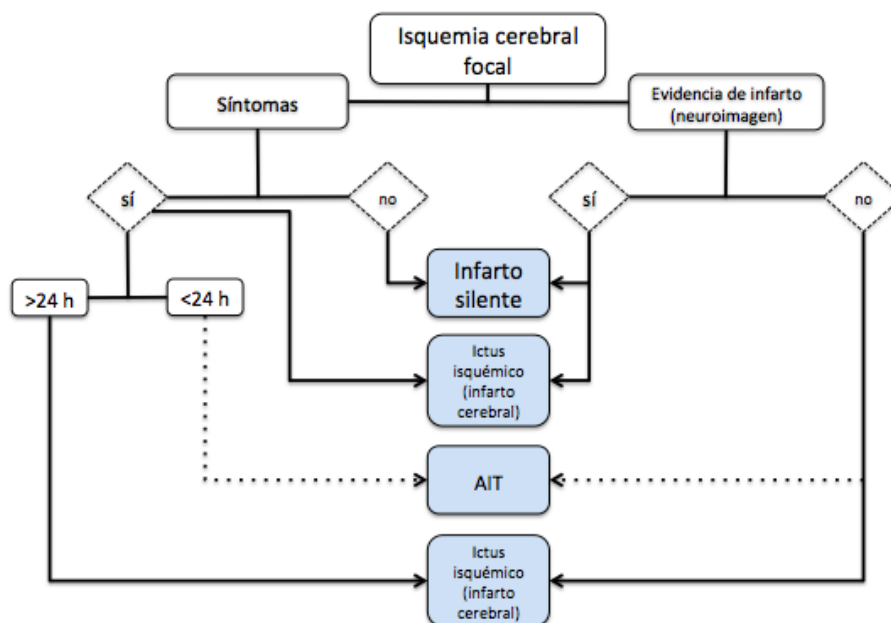 Isquemia cerebral
focal
Síntomas
Evidencia de infarto
(neuroimagen)
sí
no
sí
no
Infarto
silente
>24 h
<24 h
Ictus
isquémico
(infarto
cerebral)
AIT
Ictus
isquémico
(infarto
cerebral)